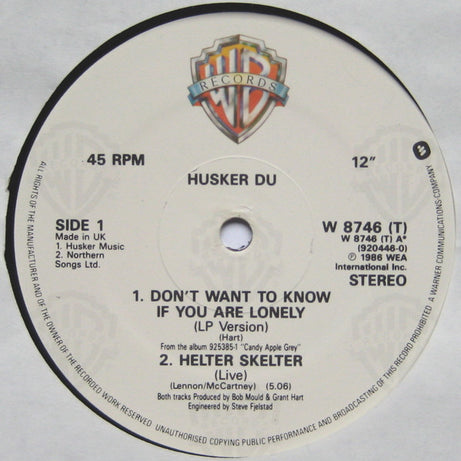 WB
RECORDS
45 RPM
12"
HUSKER DU
SIDE 1
Made in UK
1. Husker Music
2. Northern
Songs Ltd.
W 8746 (T)
W 8746 (T) A*
(920446-0)
℗ 1986 WEA
International Inc.
STEREO
1. DON'T WANT TO KNOW
IF YOU ARE LONELY
(LP Version)
(Hart)
From the album 925385-1 "Candy Apple Grey"
2. HELTER SKELTER
(Live)
(Lennon/McCartney) (5.06)
Both tracks Produced by Bob Mould & Grant Hart
Engineered by Steve Fjelstad
ALL RIGHTS OF THE MANUFACTURER AND OF THE OWNER OF THE RECORDED WORK RESERVED. UNAUTHORISED COPYING PUBLIC PERFORMANCE AND BROADCASTING OF THIS RECORD PROHIBITED. A WARNER COMMUNICATIONS COMPANY